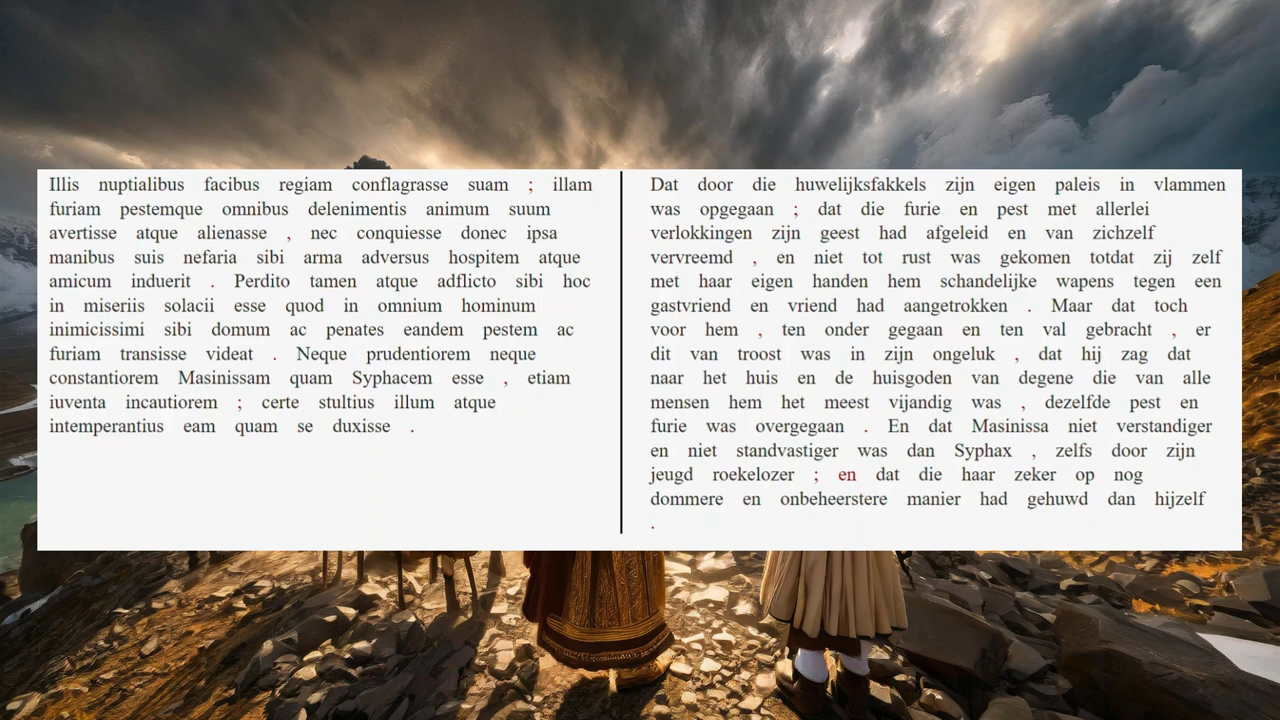 Illis nuptialibus facibus regiam conflagrasse suam ; illam
furiam pestemque omnibus delenimentis animum suum
avertisse atque alienasse , nec conquiesse donec ipsa
manibus suis nefaria sibi arma adversus hospitem atque
amicum induerit . Perdito tamen atque adflicto sibi hoc
in miseriis solacii esse quod in omnium hominum
inimicissimi sibi domum ac penates eandem pestem ac
furiam transisse videat . Neque prudentiorem neque
constantiorem Masinissam quam Syphacem esse , etiam
iuventa incautiorem ; certe stultius illum atque
intemperantius eam quam se duxisse .
Dat door die huwelijksfakkels zijn eigen paleis in vlammen
was opgegaan ; dat die furie en pest met allerlei
verlokkingen zijn geest had afgeleid en van zichzelf
vervreemd , en niet tot rust was gekomen totdat zij zelf
met haar eigen handen hem schandelijke wapens tegen een
gastvriend en vriend had aangetrokken . Maar dat toch
voor hem , ten onder gegaan en ten val gebracht , er
dit van troost was in zijn ongeluk , dat hij zag dat
naar het huis en de huisgoden van degene die van alle
mensen hem het meest vijandig was , dezelfde pest en
furie was overgegaan . En dat Masinissa niet verstandiger
en niet standvastiger was dan Syphax , zelfs door zijn
jeugd roekelozer ; en dat die haar zeker op nog
dommere en onbeheerstere manier had gehuwd dan hijzelf
.